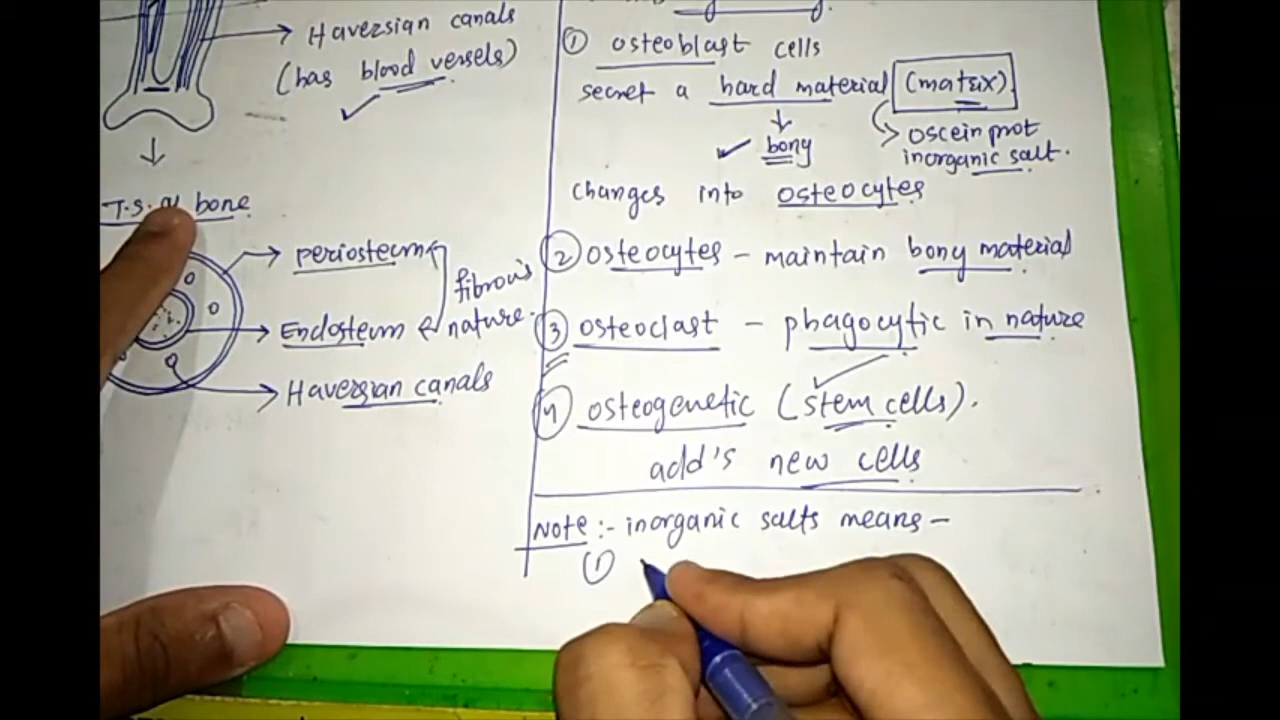 Haversian canals
(has blood vessels)
T.S. of bone
periosteum
Endosteum
fibrous
nature.
Haversian canals
① osteoblast cells
secret a hard material (matrix)
bony
oscein prot
inorganic salt.
changes into osteocytes
② osteocytes - maintain bony material
③ osteoclast - phagocytic in nature
④ osteogenetic (stem cells).
add's new cells
Note :- inorganic salts means -
①